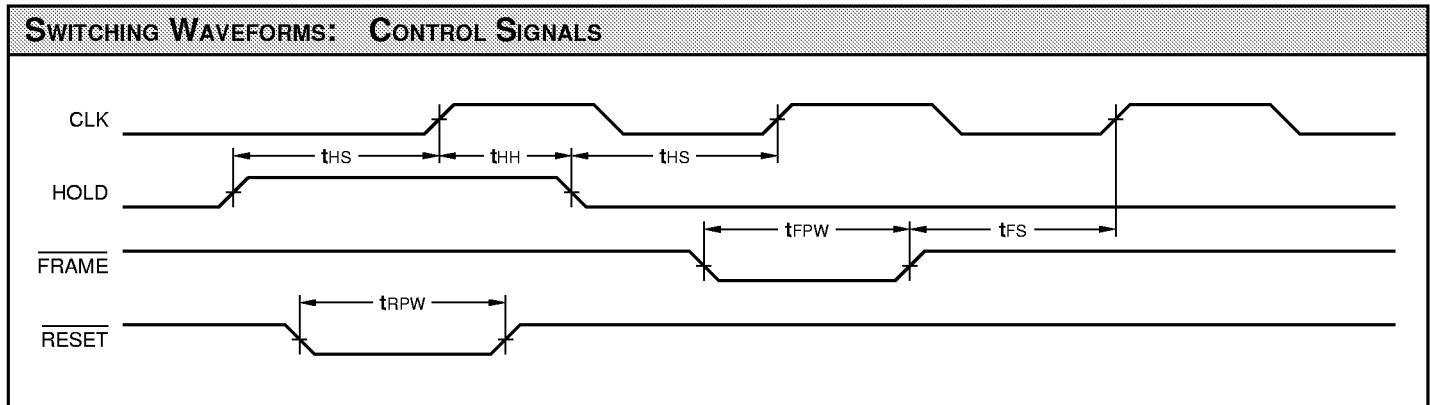 SWITCHING WAVEFORMS: CONTROL SIGNALS
CLK
tHS tHH tHS
HOLD
tFPW tFS
FRAME
tRPW
RESET